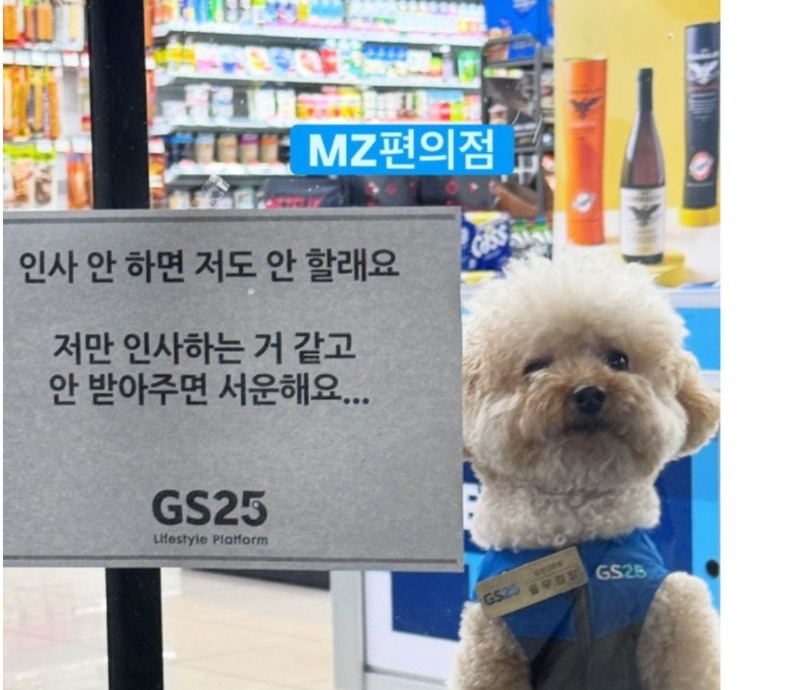 MZ편의점
인사 안 하면 저도 안 할래요
저만 인사하는 거 같고
안 받아주면 서운해요...
GS25
Lifestyle Platform
GS25
GS25